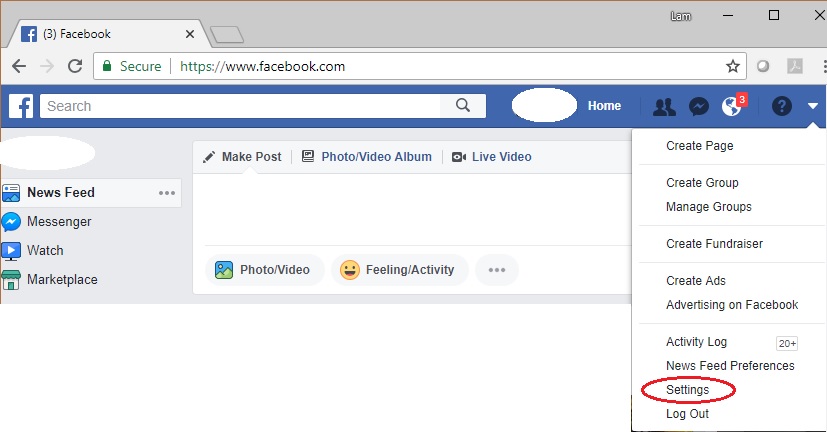 Lam
(3) Facebook
Secure https://www.facebook.com
Search
Home
3
Make Post Photo/Video Album Live Video
News Feed
Messenger
Watch
Marketplace
Photo/Video Feeling/Activity
Create Page
Create Group
Manage Groups
Create Fundraiser
Create Ads
Advertising on Facebook
Activity Log 20+
News Feed Preferences
Settings
Log Out